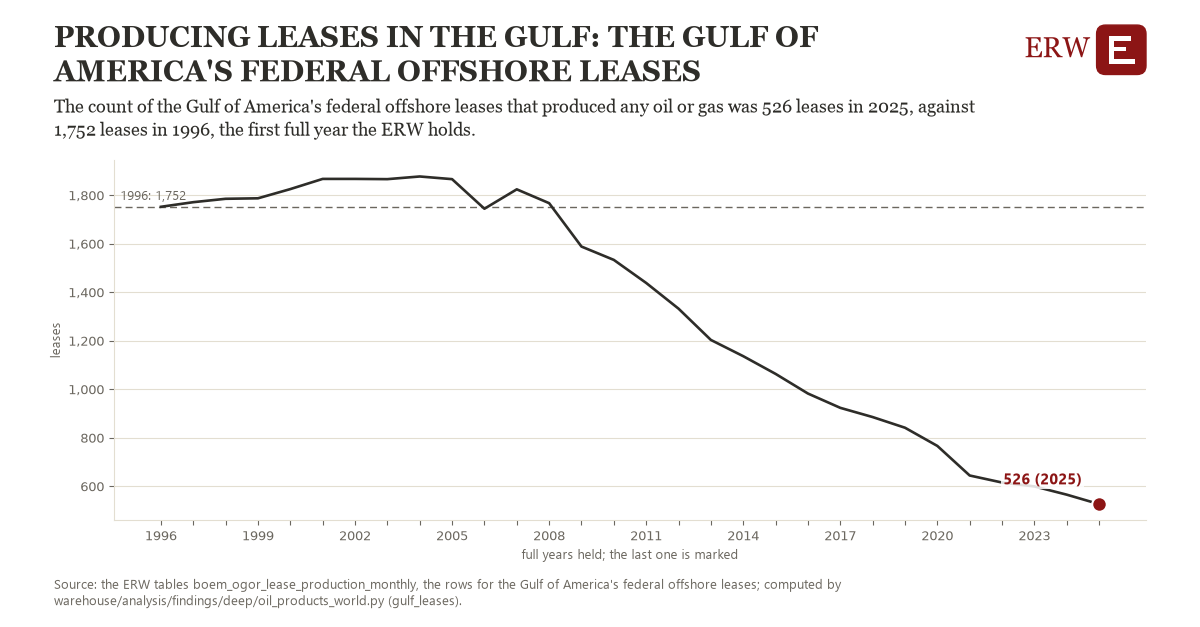 PRODUCING LEASES IN THE GULF: THE GULF OF
AMERICA'S FEDERAL OFFSHORE LEASES
ERW E
The count of the Gulf of America's federal offshore leases that produced any oil or gas was 526 leases in 2025, against
1,752 leases in 1996, the first full year the ERW holds.
1996: 1,752
1,800
1,600
1,400
1,200
1,000
800
600
leases
526 (2025)
1996 1999 2002 2005 2008 2011 2014 2017 2020 2023
full years held; the last one is marked
Source: the ERW tables boem_ogor_lease_production_monthly, the rows for the Gulf of America's federal offshore leases; computed by
warehouse/analysis/findings/deep/oil_products_world.py (gulf_leases).